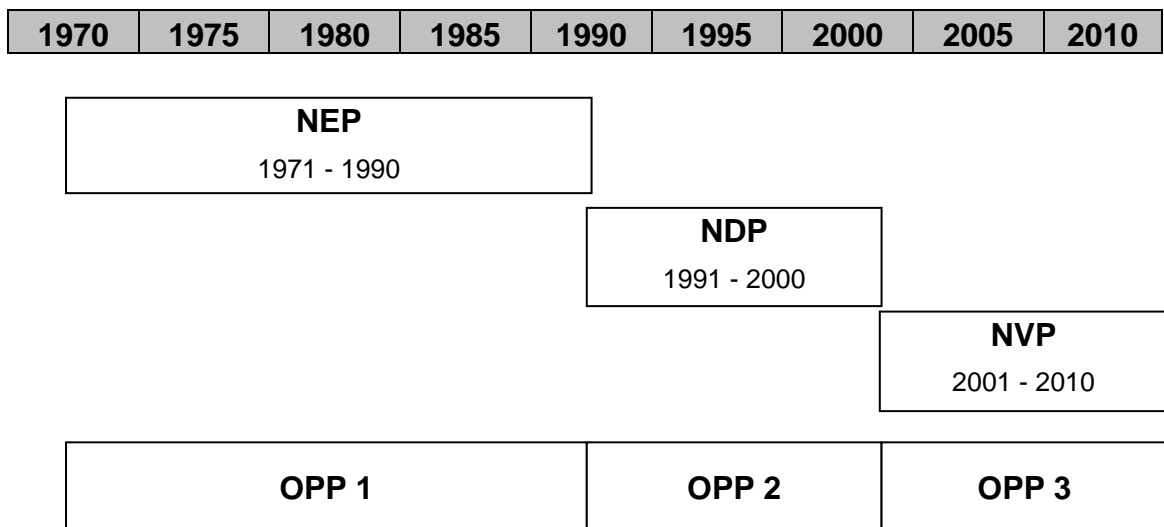 1970 1975 1980 1985 1990 1995 2000 2005 2010
NEP
1971 - 1990
NDP
1991 - 2000
NVP
2001 - 2010
OPP 1 OPP 2 OPP 3